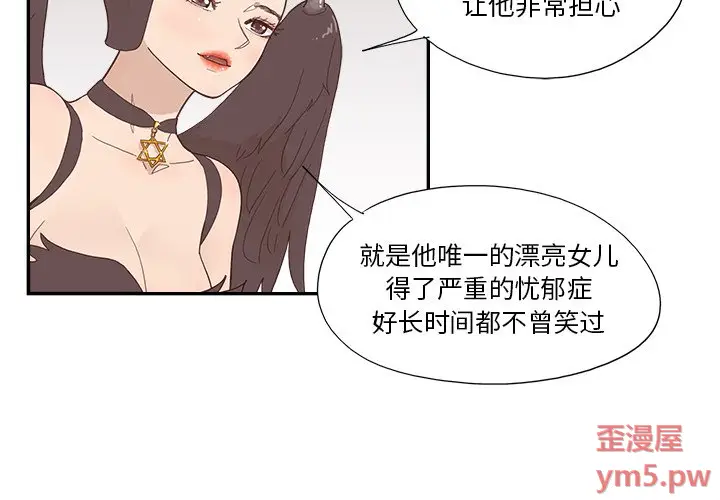 让他非常担心
就是他唯一的漂亮女儿
得了严重的忧郁症
好长时间都不曾笑过
歪漫屋
ym5.pw